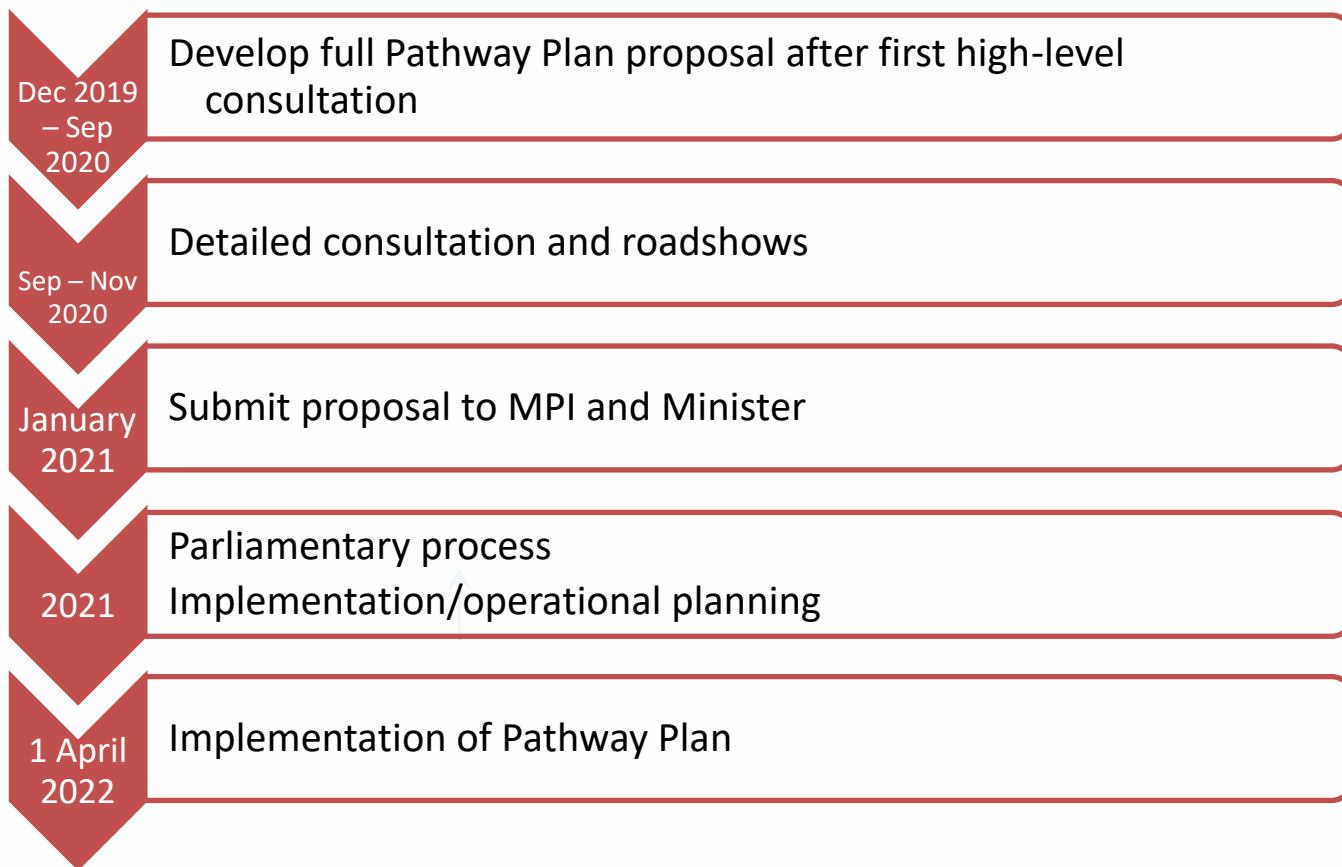 Dec 2019
– Sep
2020
Develop full Pathway Plan proposal after first high-level
consultation
Sep – Nov
2020
Detailed consultation and roadshows
January
2021
Submit proposal to MPI and Minister
2021
Parliamentary process
Implementation/operational planning
1 April
2022
Implementation of Pathway Plan